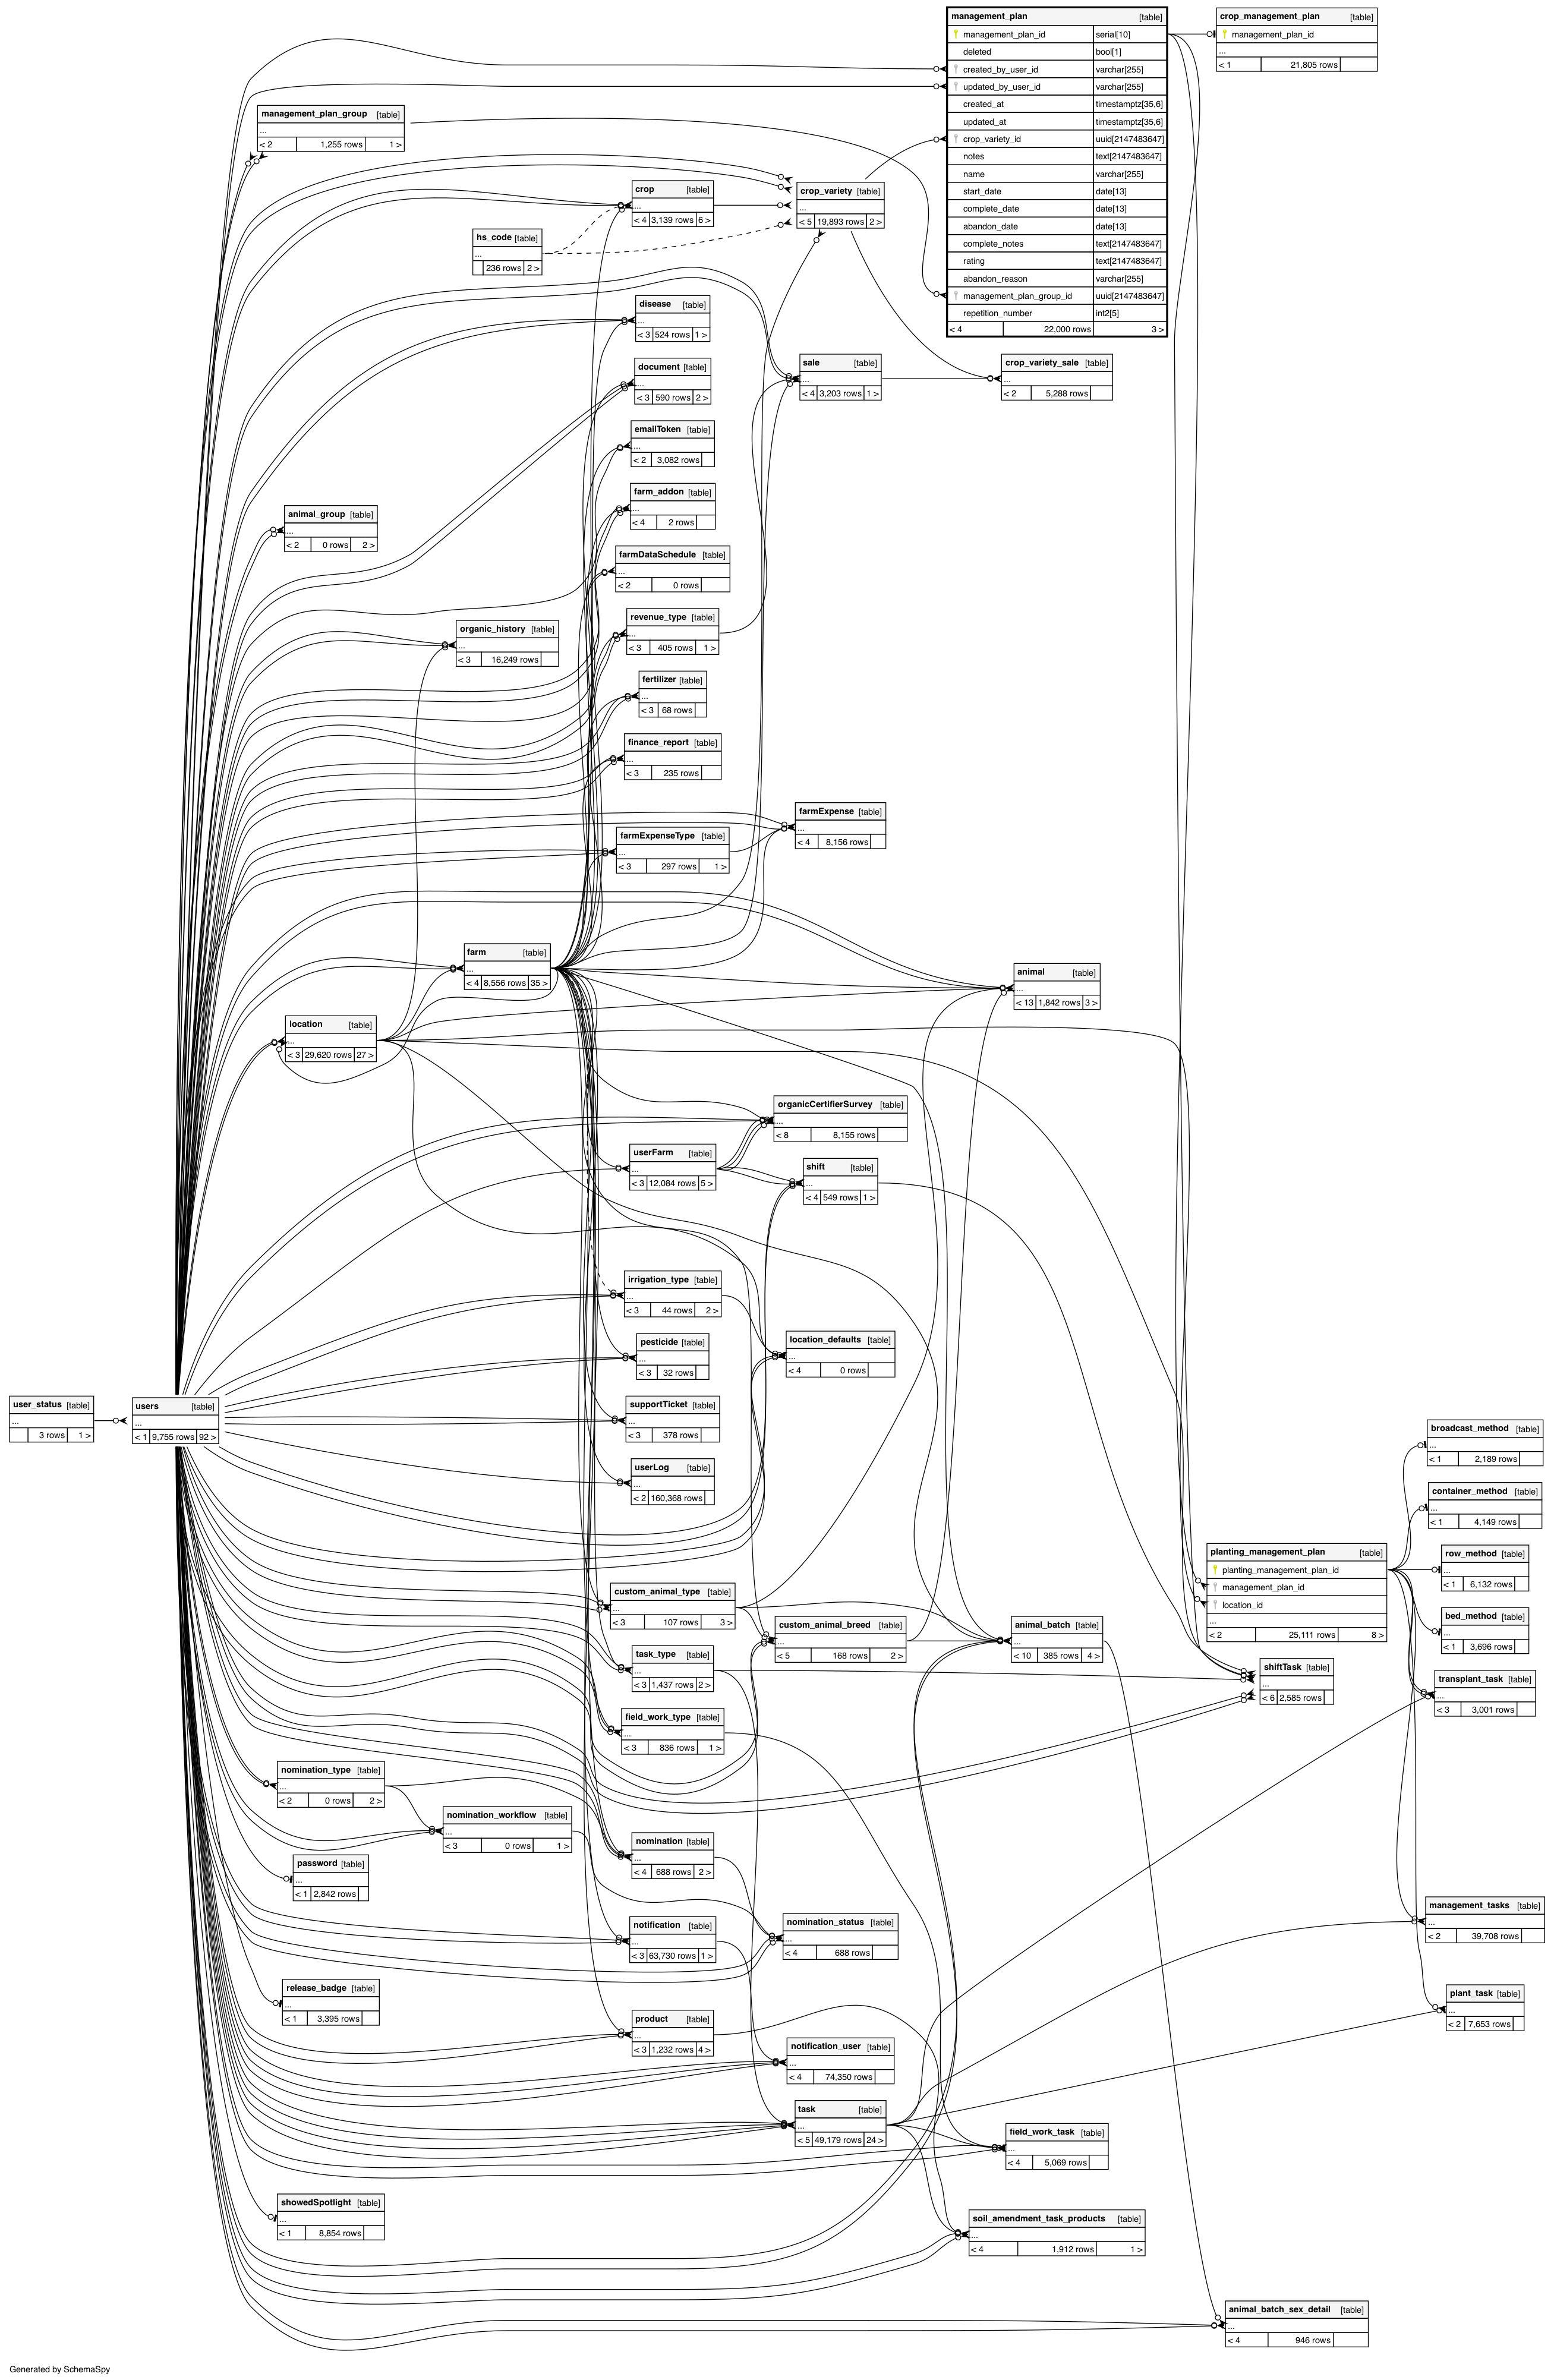 management_plan [table]
management_plan_id serial[10]
deleted bool[1]
created_by_user_id varchar[255]
updated_by_user_id varchar[255]
created_at timestamptz[35,6]
updated_at timestamptz[35,6]
crop_variety_id uuid[2147483647]
notes text[2147483647]
name varchar[255]
start_date date[13]
complete_date date[13]
abandon_date date[13]
complete_notes text[2147483647]
rating text[2147483647]
abandon_reason varchar[255]
management_plan_group_id uuid[2147483647]
repetition_number int2[5]
< 4 22,000 rows 3 >
crop_management_plan [table]
management_plan_id
...
< 1 21,805 rows
management_plan_group [table]
...
< 2 1,255 rows 1 >
crop [table]
...
< 4 3,139 rows 6 >
crop_variety [table]
...
< 5 19,893 rows 2 >
hs_code [table]
...
236 rows 2 >
disease [table]
...
< 3 524 rows 1 >
document [table]
...
< 3 590 rows 2 >
sale [table]
...
< 4 3,203 rows 1 >
crop_variety_sale [table]
...
< 2 5,288 rows
emailToken [table]
...
< 2 3,082 rows
farm_addon [table]
...
< 4 2 rows
animal_group [table]
...
< 2 0 rows 2 >
farmDataSchedule [table]
...
< 2 0 rows
revenue_type [table]
...
< 3 405 rows 1 >
organic_history [table]
...
< 3 16,249 rows
fertilizer [table]
...
< 3 68 rows
finance_report [table]
...
< 3 235 rows
farmExpense [table]
...
< 4 8,156 rows
farmExpenseType [table]
...
< 3 297 rows 1 >
farm [table]
...
< 4 8,556 rows 35 >
animal [table]
...
< 13 1,842 rows 3 >
location [table]
...
< 3 29,620 rows 27 >
organicCertifierSurvey [table]
...
< 8 8,155 rows
userFarm [table]
...
< 3 12,084 rows 5 >
shift [table]
...
< 4 549 rows 1 >
irrigation_type [table]
...
< 3 44 rows 2 >
pesticide [table]
...
< 3 32 rows
location_defaults [table]
...
< 4 0 rows
user_status [table]
...
3 rows 1 >
users [table]
...
< 1 9,755 rows 92 >
supportTicket [table]
...
< 3 378 rows
userLog [table]
...
< 2 160,368 rows
broadcast_method [table]
...
< 1 2,189 rows
container_method [table]
...
< 1 4,149 rows
planting_management_plan [table]
planting_management_plan_id
management_plan_id
location_id
...
< 2 25,111 rows 8 >
row_method [table]
...
< 1 6,132 rows
bed_method [table]
...
< 1 3,696 rows
custom_animal_type [table]
...
< 3 107 rows 3 >
custom_animal_breed [table]
...
< 5 168 rows 2 >
animal_batch [table]
...
< 10 385 rows 4 >
task_type [table]
...
< 3 1,437 rows 2 >
shiftTask [table]
...
< 6 2,585 rows
transplant_task [table]
...
< 3 3,001 rows
field_work_type [table]
...
< 3 836 rows 1 >
nomination_type [table]
...
< 2 0 rows 2 >
nomination_workflow [table]
...
< 3 0 rows 1 >
nomination [table]
...
< 4 688 rows 2 >
password [table]
...
< 1 2,842 rows
notification [table]
...
< 3 63,730 rows 1 >
nomination_status [table]
...
< 4 688 rows
management_tasks [table]
...
< 2 39,708 rows
release_badge [table]
...
< 1 3,395 rows
plant_task [table]
...
< 2 7,653 rows
product [table]
...
< 3 1,232 rows 4 >
notification_user [table]
...
< 4 74,350 rows
task [table]
...
< 5 49,179 rows 24 >
field_work_task [table]
...
< 4 5,069 rows
showedSpotlight [table]
...
< 1 8,854 rows
soil_amendment_task_products [table]
...
< 4 1,912 rows 1 >
animal_batch_sex_detail [table]
...
< 4 946 rows
Generated by SchemaSpy